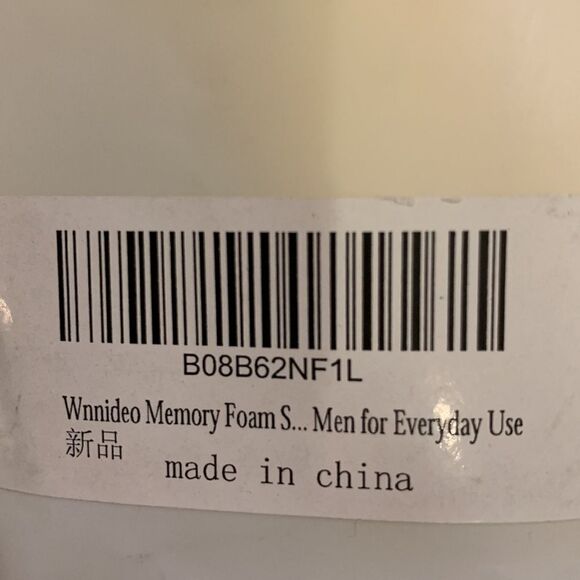 B08B62NF1L
Wnnideo Memory Foam S... Men for Everyday Use
新品
made in china